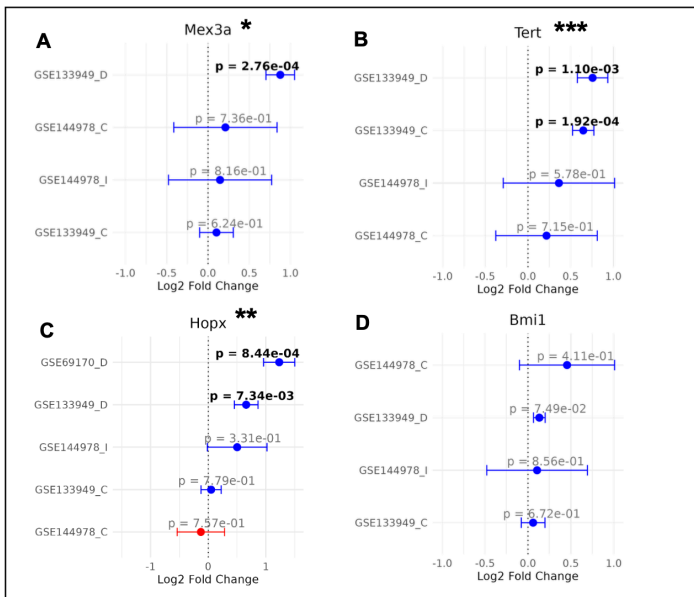 A
Mex3a *
GSE133949_D
p = 2.76e-04
GSE144978_C
p = 7.36e-01
GSE144978_I
p = 8.16e-01
GSE133949_C
p = 6.24e-01
-1.0 -0.5 0.0 0.5 1.0
Log2 Fold Change
B
Tert ***
GSE133949_D
p = 1.10e-03
GSE133949_C
p = 1.92e-04
GSE144978_I
p = 5.78e-01
GSE144978_C
p = 7.15e-01
-1.0 -0.5 0.0 0.5 1.0
Log2 Fold Change
C
Hopx **
GSE69170_D
p = 8.44e-04
GSE133949_D
p = 7.34e-03
GSE144978_I
p = 3.31e-01
GSE133949_C
p = 7.79e-01
GSE144978_C
p = 7.57e-01
-1 0 1
Log2 Fold Change
D
Bmi1
GSE144978_C
p = 4.11e-01
GSE133949_D
p = 7.49e-02
GSE144978_I
p = 8.56e-01
GSE133949_C
p = 6.72e-01
-1.0 -0.5 0.0 0.5 1.0
Log2 Fold Change